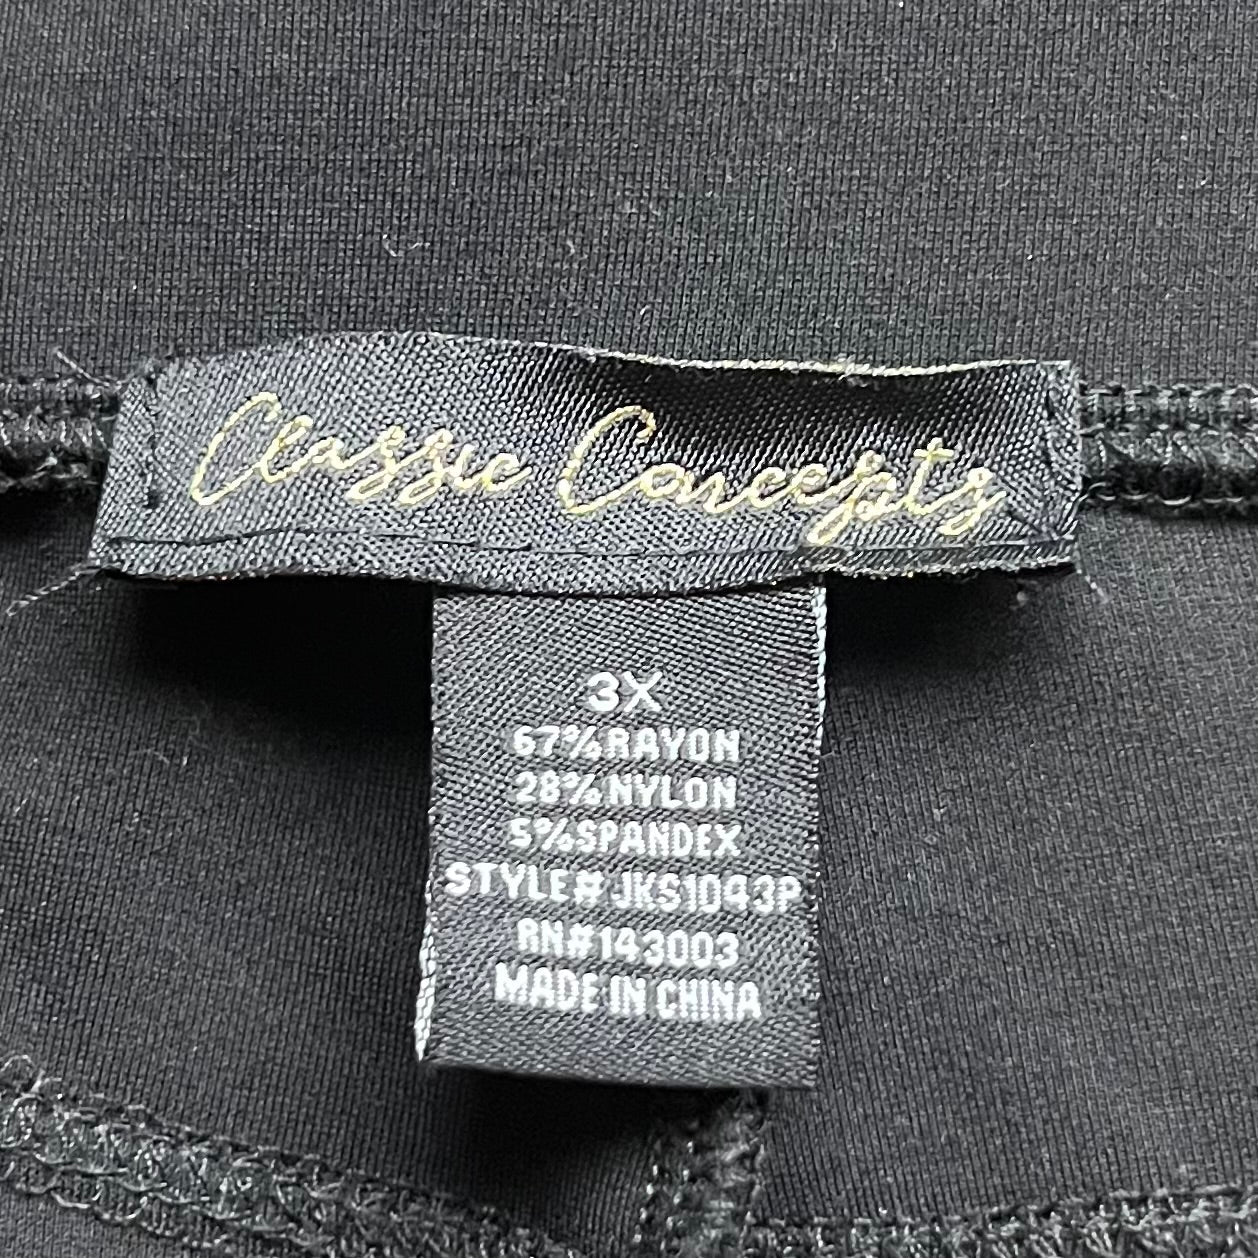 Classic Concepts
3X
67%RAYON
28%NYLON
5%SPANDEX
STYLE# JKS1043P
RN#143003
MADE IN CHINA